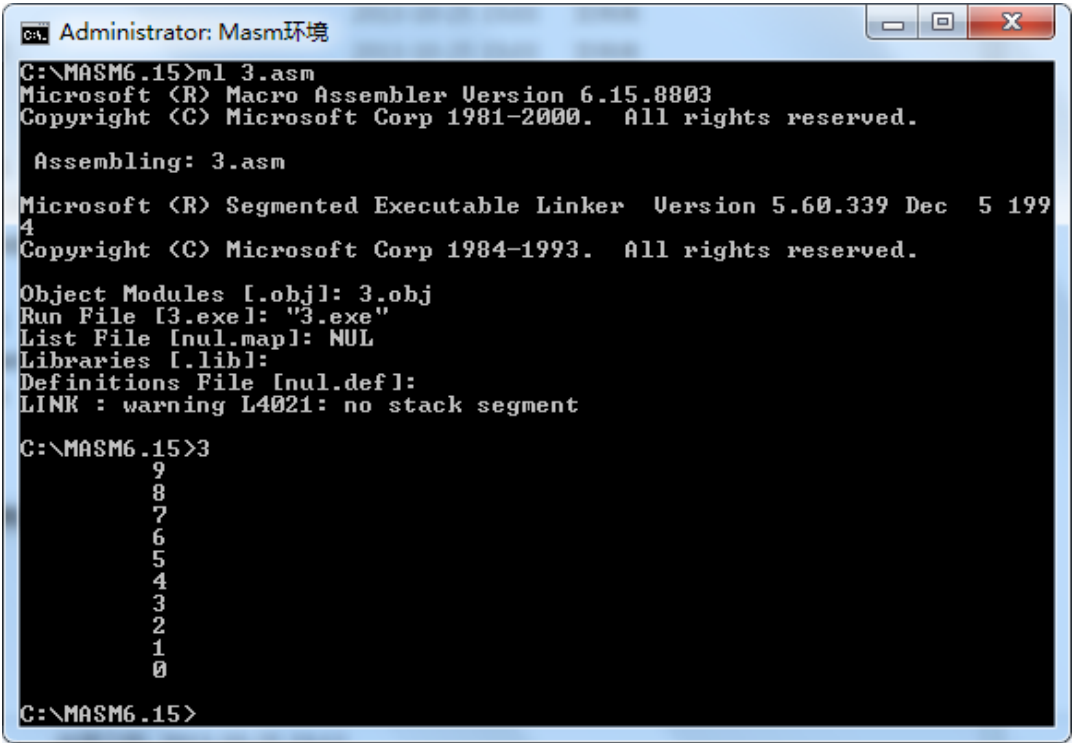 Administrator: Masm环境
C:\MASM6.15>ml 3.asm
Microsoft (R) Macro Assembler Version 6.15.8803
Copyright (C) Microsoft Corp 1981-2000.  All rights reserved.
 Assembling: 3.asm
Microsoft (R) Segmented Executable Linker  Version 5.60.339 Dec  5 199
4
Copyright (C) Microsoft Corp 1984-1993.  All rights reserved.
Object Modules [.obj]: 3.obj
Run File [3.exe]: "3.exe"
List File [nul.map]: NUL
Libraries [.lib]:
Definitions File [nul.def]:
LINK : warning L4021: no stack segment
C:\MASM6.15>3
9
8
7
6
5
4
3
2
1
0
C:\MASM6.15>